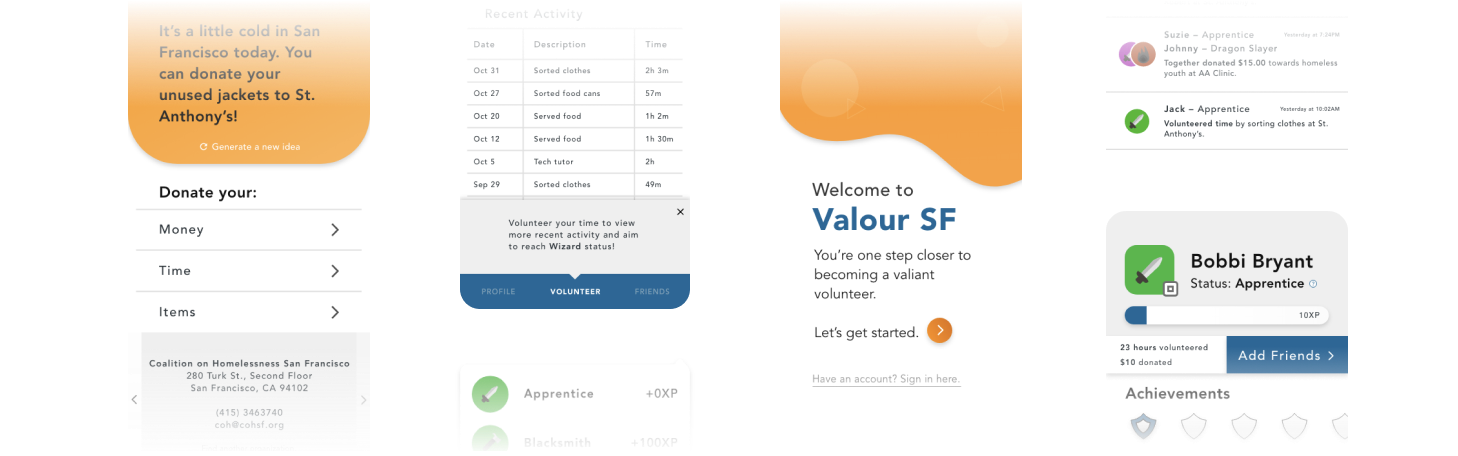 It's a little cold in San
Francisco today. You
can donate your
unused jackets to St.
Anthony's!
Generate a new idea
Donate your:
Money
Time
Items
Coalition on Homelessness San Francisco
280 Turk St., Second Floor
San Francisco, CA 94102
(415) 3463740
coh@cohsf.org
Recent Activity
Date Description Time
Oct 31 Sorted clothes 2h 3m
Oct 27 Sorted food cans 57m
Oct 20 Served food 1h 2m
Oct 12 Served food 1h 30m
Oct 5 Tech tutor 2h
Sep 29 Sorted clothes 49m
Volunteer your time to view
more recent activity and aim
to reach Wizard status!
PROFILE VOLUNTEER FRIENDS
Apprentice +0XP
Blacksmith +100XP
Welcome to
Valour SF
You're one step closer to
becoming a valiant
volunteer.
Let's get started.
Have an account? Sign in here.
Suzie – Apprentice Yesterday at 7:24PM
Johnny – Dragon Slayer
Together donated $15.00 towards homeless
youth at AA Clinic.
Jack – Apprentice Yesterday at 10:02AM
Volunteered time by sorting clothes at St.
Anthony's.
Bobbi Bryant
Status: Apprentice ?
10XP
23 hours volunteered
$10 donated
Add Friends
Achievements